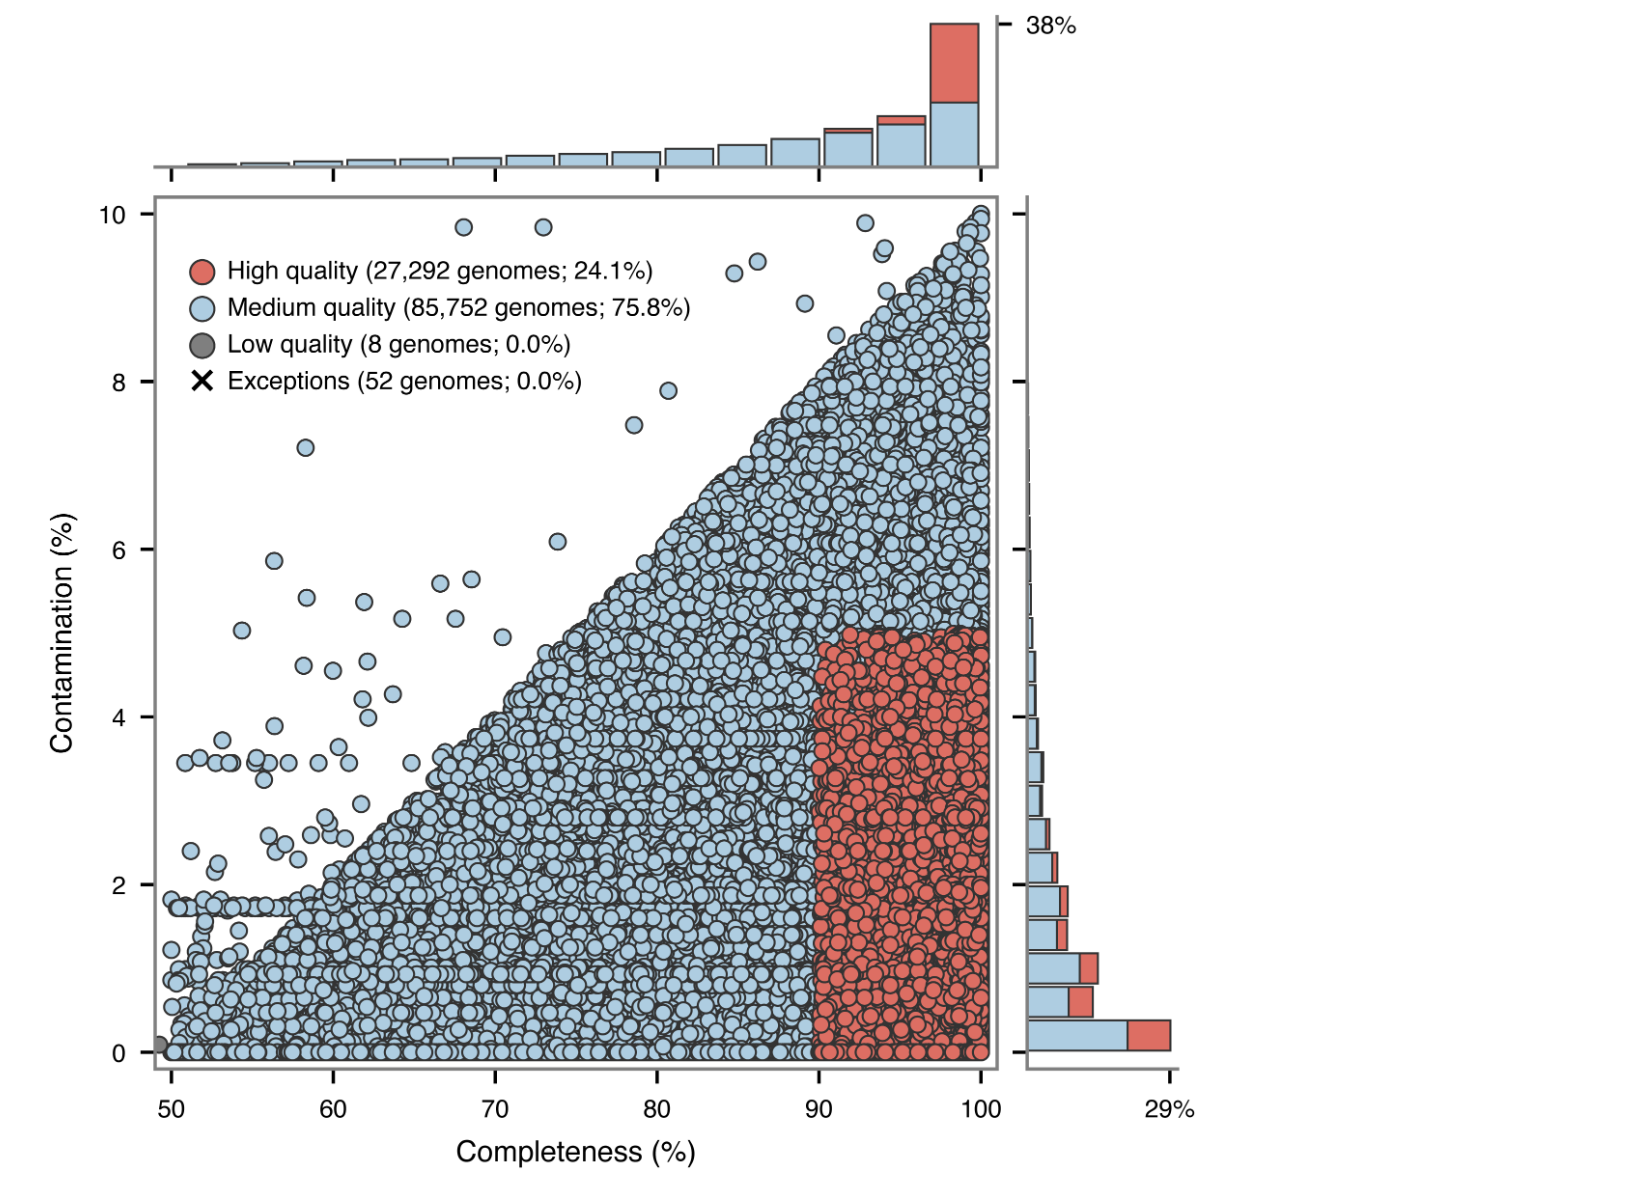 38%
10
High quality (27,292 genomes; 24.1%)
Medium quality (85,752 genomes; 75.8%)
Low quality (8 genomes; 0.0%)
Exceptions (52 genomes; 0.0%)
8
6
4
2
0
Contamination (%)
50 60 70 80 90 100
29%
Completeness (%)